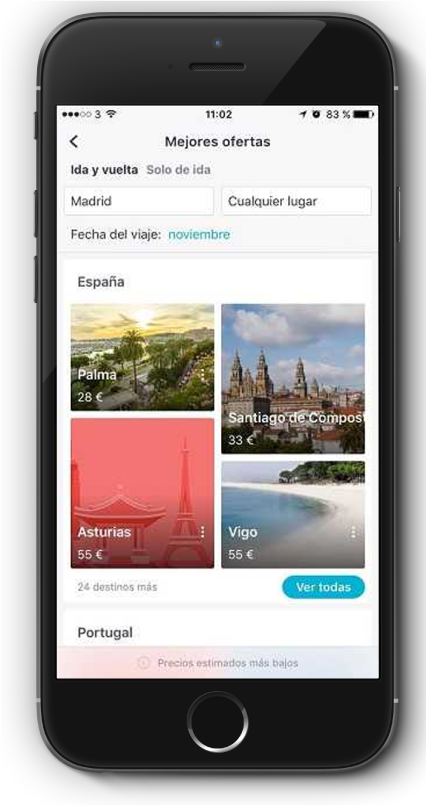 3
11:02
83 %
Mejores ofertas
Ida y vuelta Solo de ida
Madrid
Cualquier lugar
Fecha del viaje: noviembre
España
Palma
28 €
Santiago de Compost
33 €
Asturias
55 €
Vigo
55 €
24 destinos más
Ver todas
Portugal
Precios estimados más bajos